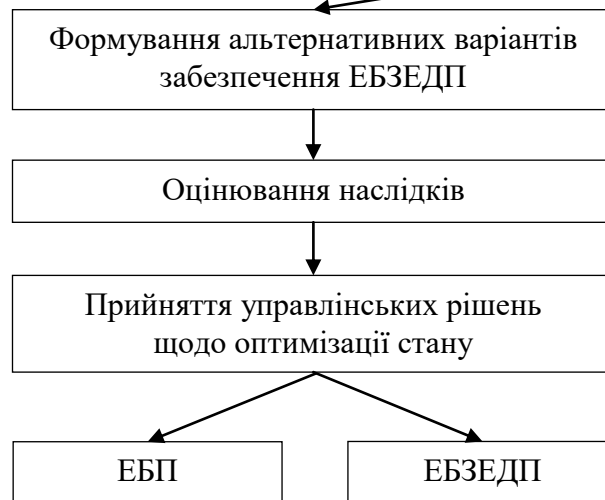 Формування альтернативних варіантів
забезпечення ЕБЗЕДП
Оцінювання наслідків
Прийняття управлінських рішень
щодо оптимізації стану
ЕБП
ЕБЗЕДП